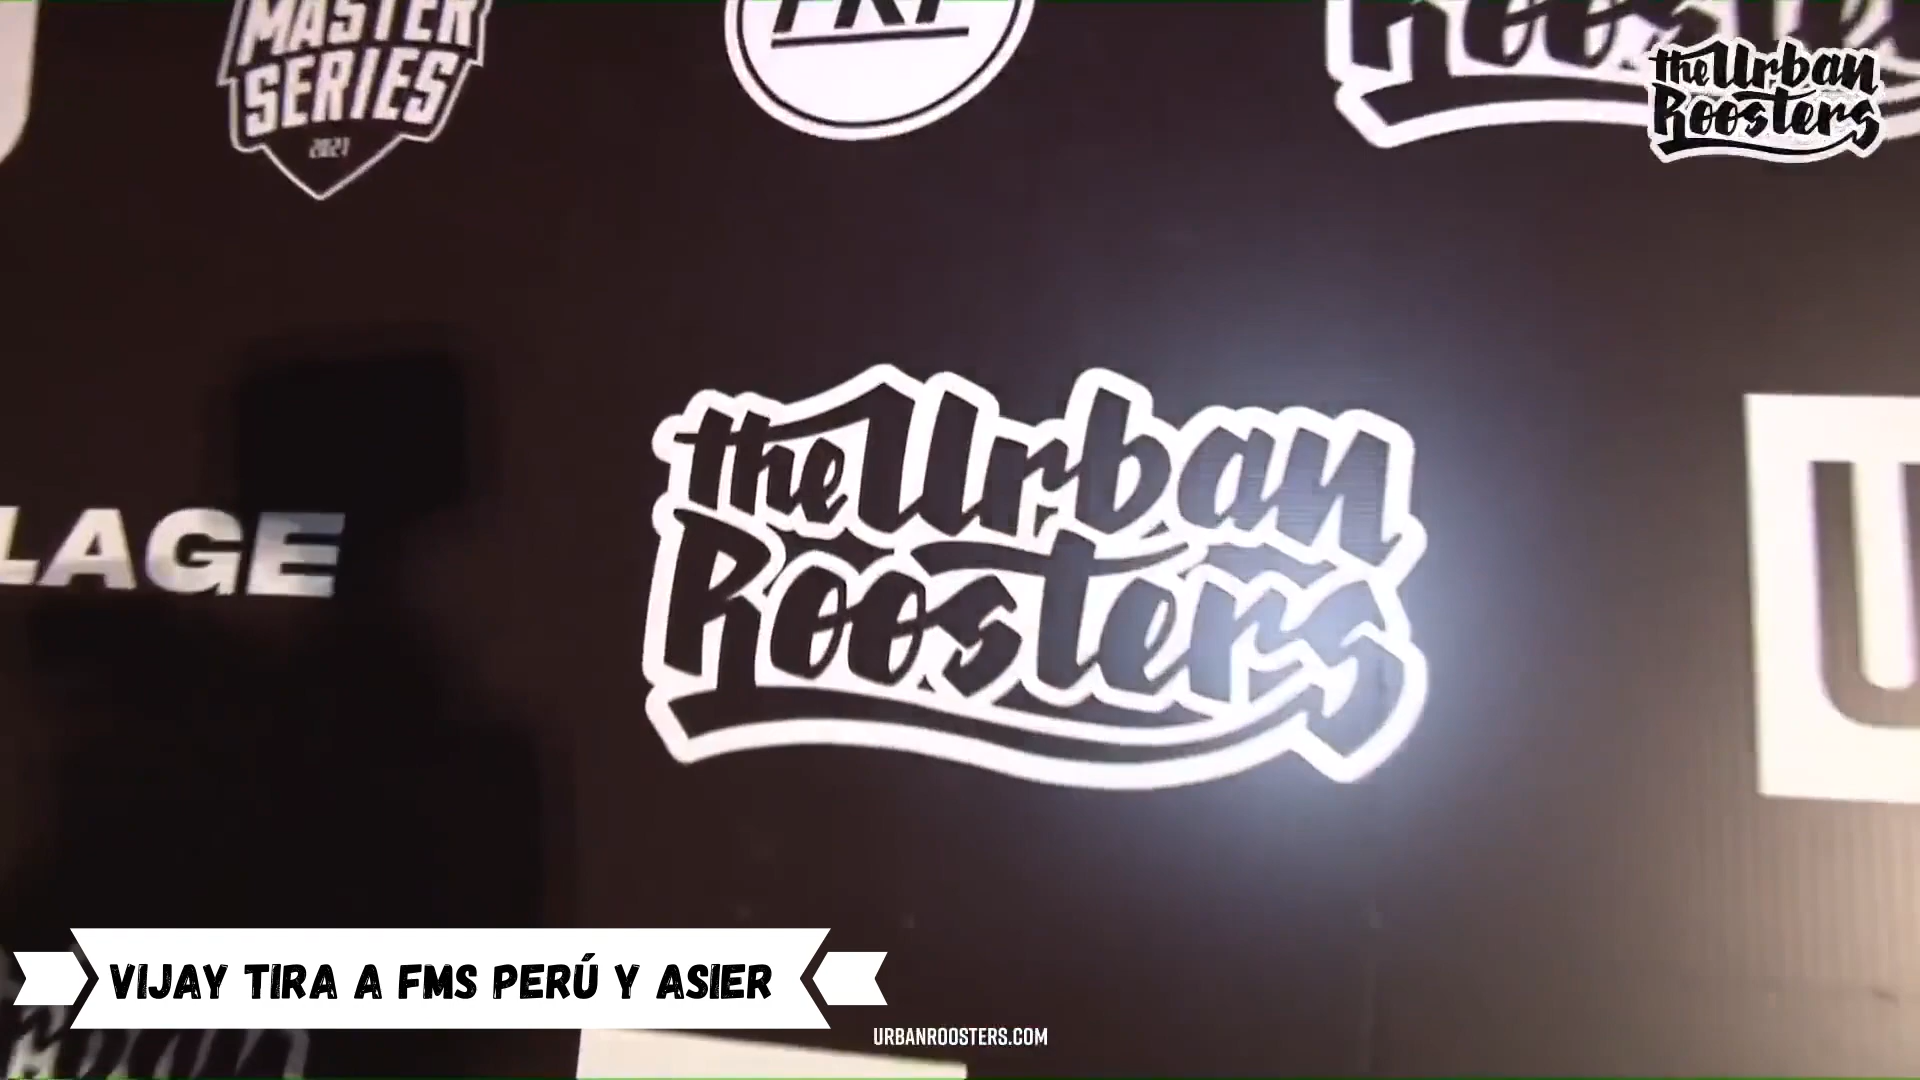 MASTER
SERIES
2021
the Urban
Roosters
the Urban
Roosters
LAGE
U
VIJAY TIRA A FMS PERÚ Y ASIER
URBANROOSTERS.COM